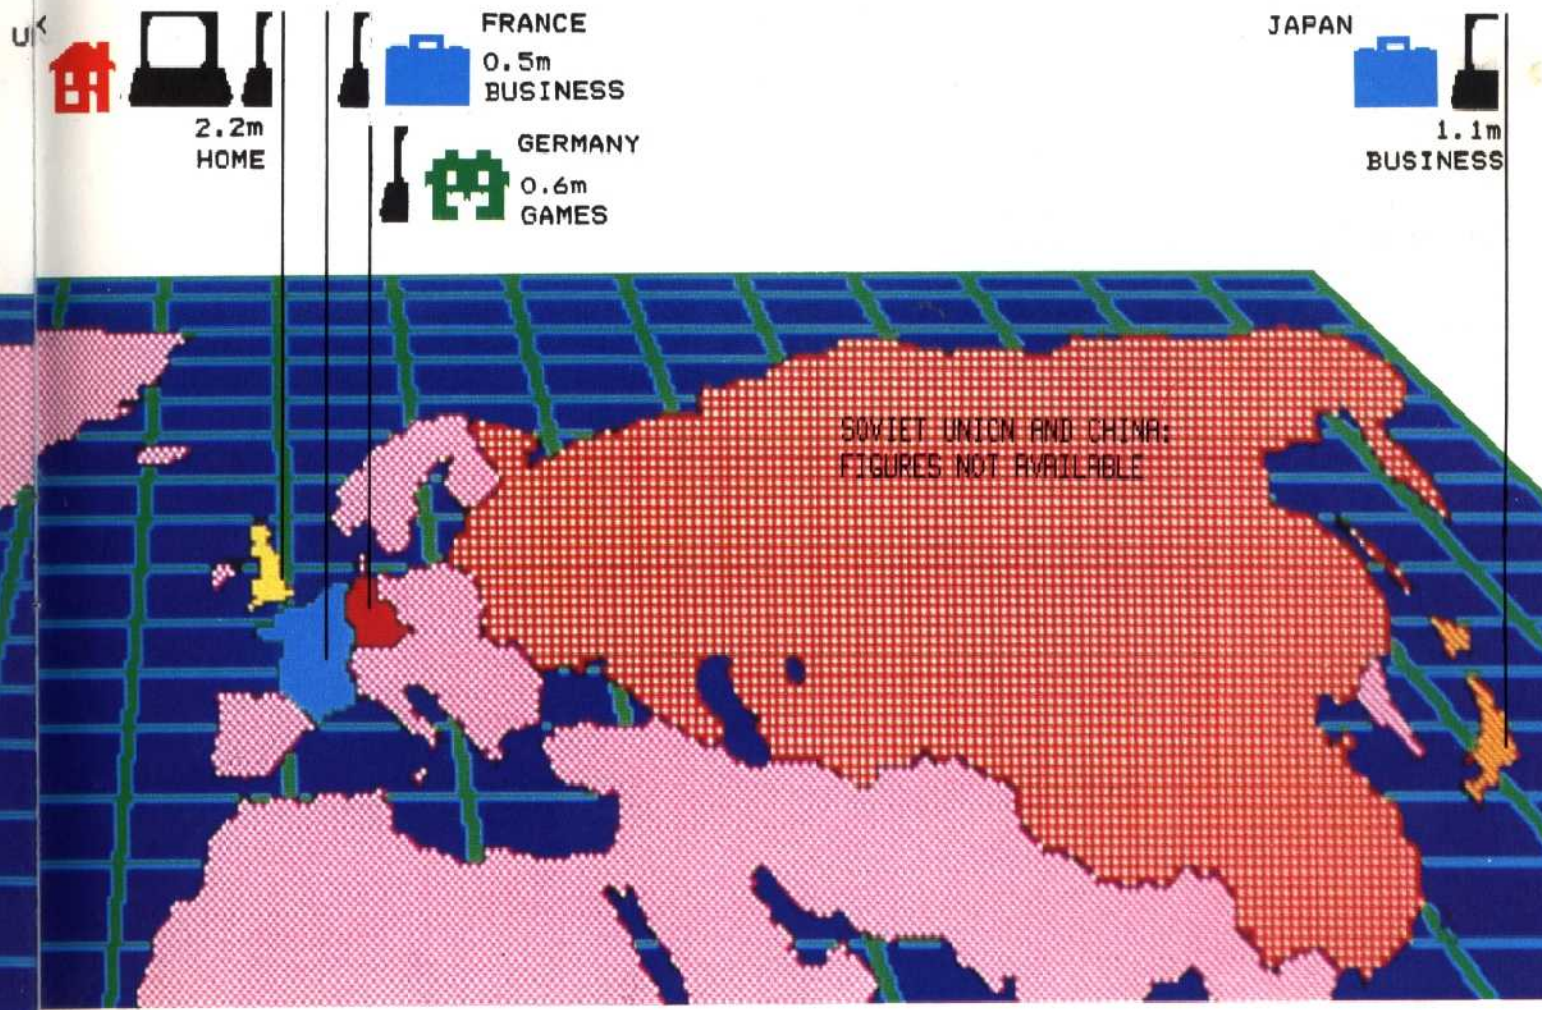 UK
2.2m
HOME
FRANCE
0.5m
BUSINESS
GERMANY
0.6m
GAMES
JAPAN
1.1m
BUSINESS
SOVIET UNION AND CHINA:
FIGURES NOT AVAILABLE